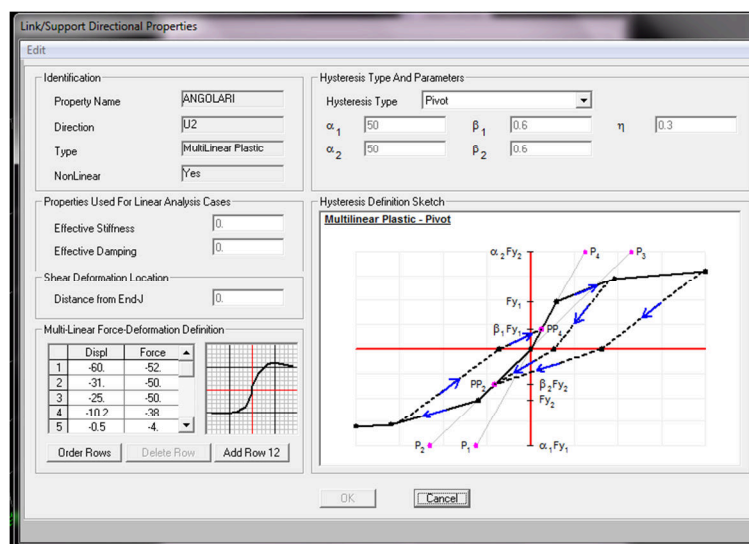 Link/Support Directional Properties
Edit
Identification
Property Name ANGOLARI
Direction U2
Type MultiLinear Plastic
NonLinear Yes
Hysteresis Type And Parameters
Hysteresis Type Pivot
α1 50 β1 0.6 η 0.3
α2 50 β2 0.6
Properties Used For Linear Analysis Cases
Effective Stiffness 0.
Effective Damping 0.
Shear Deformation Location
Distance from End-J 0.
Multi-Linear Force-Deformation Definition
Displ Force
1 -60. -52.
2 -31. -50.
3 -25. -50.
4 -10.2 -38.
5 -0.5 -4.
Order Rows Delete Row Add Row 12
Hysteresis Definition Sketch
Multilinear Plastic - Pivot
α2Fy2 P4 P3
Fy1
β1Fy1 PP4
PP2 β2Fy2
Fy2
P2 P1 α1Fy1
OK Cancel